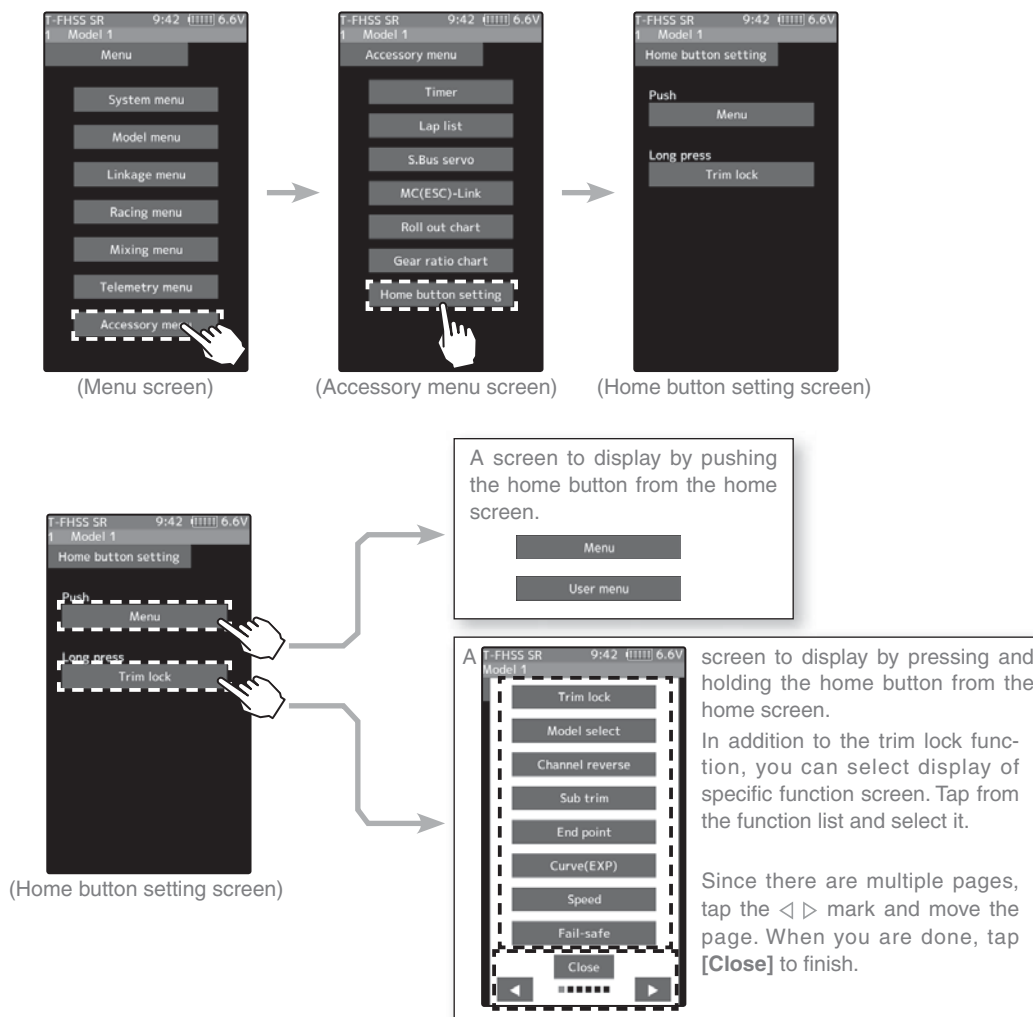 T-FHSS SR 9:42 6.6V
1 Model 1
Menu
System menu
Model menu
Linkage menu
Racing menu
Mixing menu
Telemetry menu
Accessory menu
(Menu screen)
T-FHSS SR 9:42 6.6V
1 Model 1
Accessory menu
Timer
Lap list
S.Bus servo
MC(ESC)-Link
Roll out chart
Gear ratio chart
Home button setting
(Accessory menu screen)
T-FHSS SR 9:42 6.6V
1 Model 1
Home button setting
Push
Menu
Long press
Trim lock
(Home button setting screen)
T-FHSS SR 9:42 6.6V
1 Model 1
Home button setting
Push
Menu
Long press
Trim lock
(Home button setting screen)
A screen to display by pushing
the home button from the home
screen.
Menu
User menu
A
T-FHSS SR 9:42 6.6V
Model 1
Trim lock
Model select
Channel reverse
Sub trim
End point
Curve(EXP)
Speed
Fail-safe
Close
◀ ▶
screen to display by pressing and
holding the home button from the
home screen.
In addition to the trim lock func-
tion, you can select display of
specific function screen. Tap from
the function list and select it.
Since there are multiple pages,
tap the ◁ ▷ mark and move the
page. When you are done, tap
[Close] to finish.